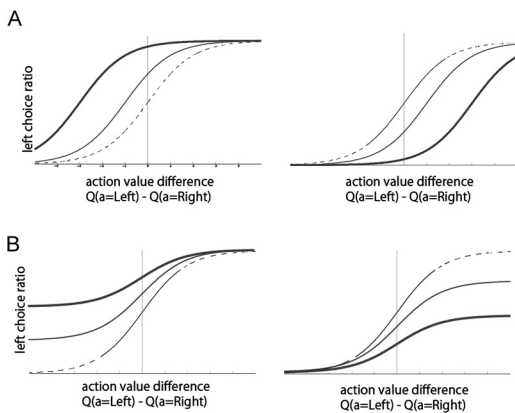 A
left choice ratio
action value difference
Q(a=Left) - Q(a=Right)
action value difference
Q(a=Left) - Q(a=Right)
B
left choice ratio
action value difference
Q(a=Left) - Q(a=Right)
action value difference
Q(a=Left) - Q(a=Right)